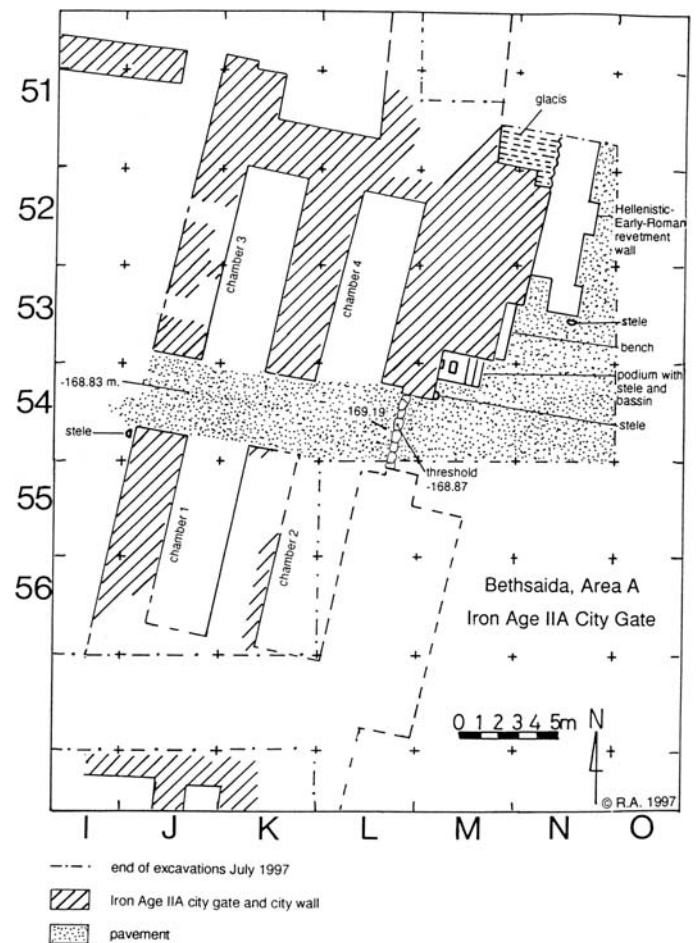 51
52
53
54
55
56
glacis
Hellenistic-
Early-Roman
revetment
wall
chamber 3
chamber 4
stele
bench
podium with
stele and
bassin
stele
-168.83 m.
169.19
stele
threshold
-168.87
chamber 1
chamber 2
Bethsaida, Area A
Iron Age IIA City Gate
0 1 2 3 4 5m
N
© R.A. 1997
I J K L M N O
end of excavations July 1997
Iron Age IIA city gate and city wall
pavement